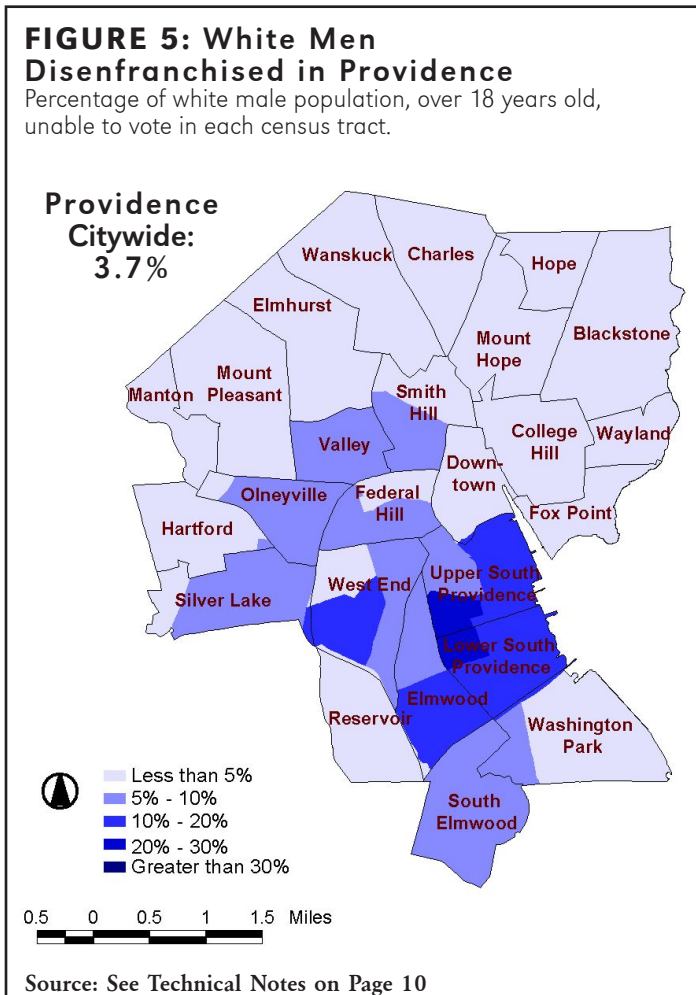 FIGURE 5: White Men
Disenfranchised in Providence
Percentage of white male population, over 18 years old,
unable to vote in each census tract.
Providence
Citywide:
3.7%
Wanskuck
Charles
Hope
Elmhurst
Blackstone
Mount
Hope
Mount
Pleasant
Manton
Smith
Hill
College
Hill
Wayland
Valley
Down-
town
Olneyville
Federal
Hill
Fox Point
Hartford
Upper South
Providence
West End
Silver Lake
Lower South
Providence
Elmwood
Reservoir
Washington
Park
South
Elmwood
Less than 5%
5% - 10%
10% - 20%
20% - 30%
Greater than 30%
0.5 0 0.5 1 1.5 Miles
Source: See Technical Notes on Page 10